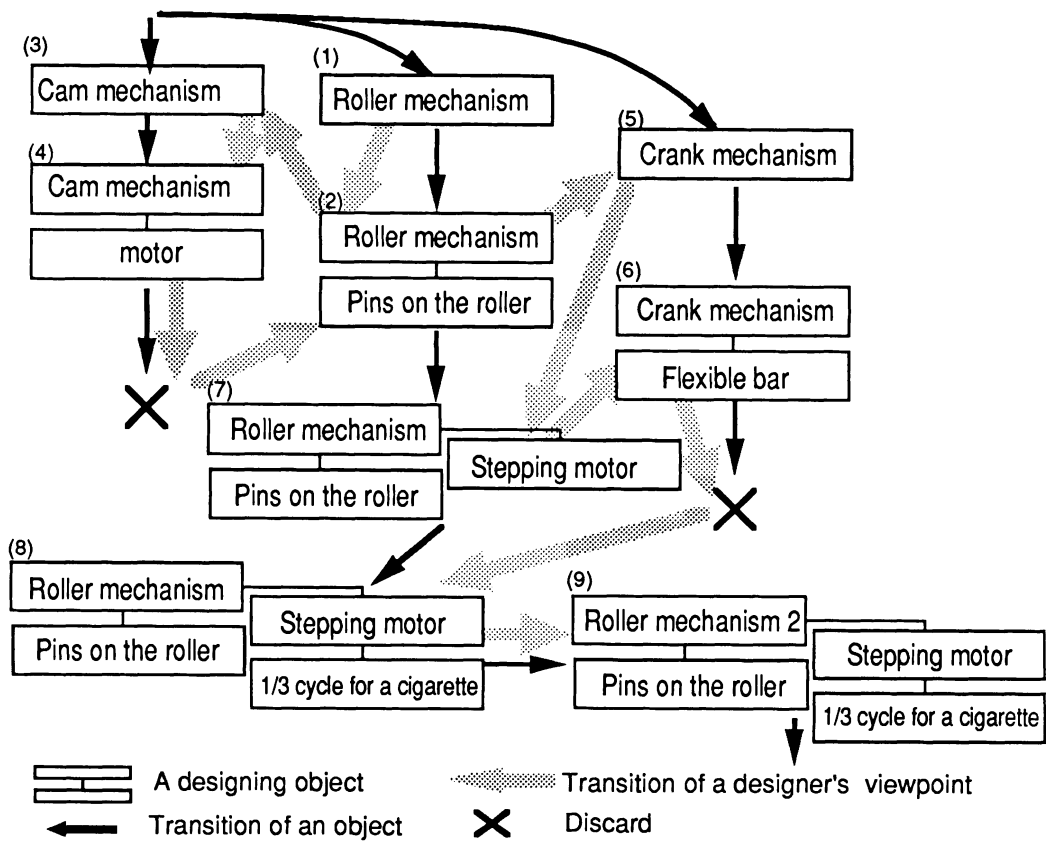 (3)
Cam mechanism
(1)
Roller mechanism
(5)
Crank mechanism
(4)
Cam mechanism
motor
(2)
Roller mechanism
Pins on the roller
(6)
Crank mechanism
Flexible bar
(7)
Roller mechanism
Stepping motor
Pins on the roller
(8)
Roller mechanism
Stepping motor
Pins on the roller
1/3 cycle for a cigarette
(9)
Roller mechanism 2
Stepping motor
Pins on the roller
1/3 cycle for a cigarette
A designing object
Transition of a designer's viewpoint
Transition of an object
Discard